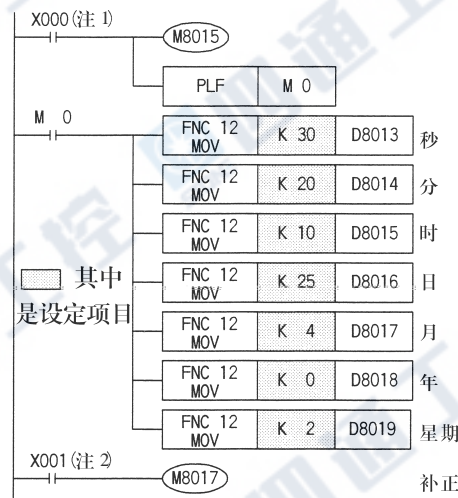 X000(注 1)
M8015
PLF M 0
M 0
FNC 12 MOV K 30 D8013 秒
FNC 12 MOV K 20 D8014 分
FNC 12 MOV K 10 D8015 时
FNC 12 MOV K 25 D8016 日
其中
是设定项目
FNC 12 MOV K 4 D8017 月
FNC 12 MOV K 0 D8018 年
FNC 12 MOV K 2 D8019 星期
X001(注 2)
M8017 补正